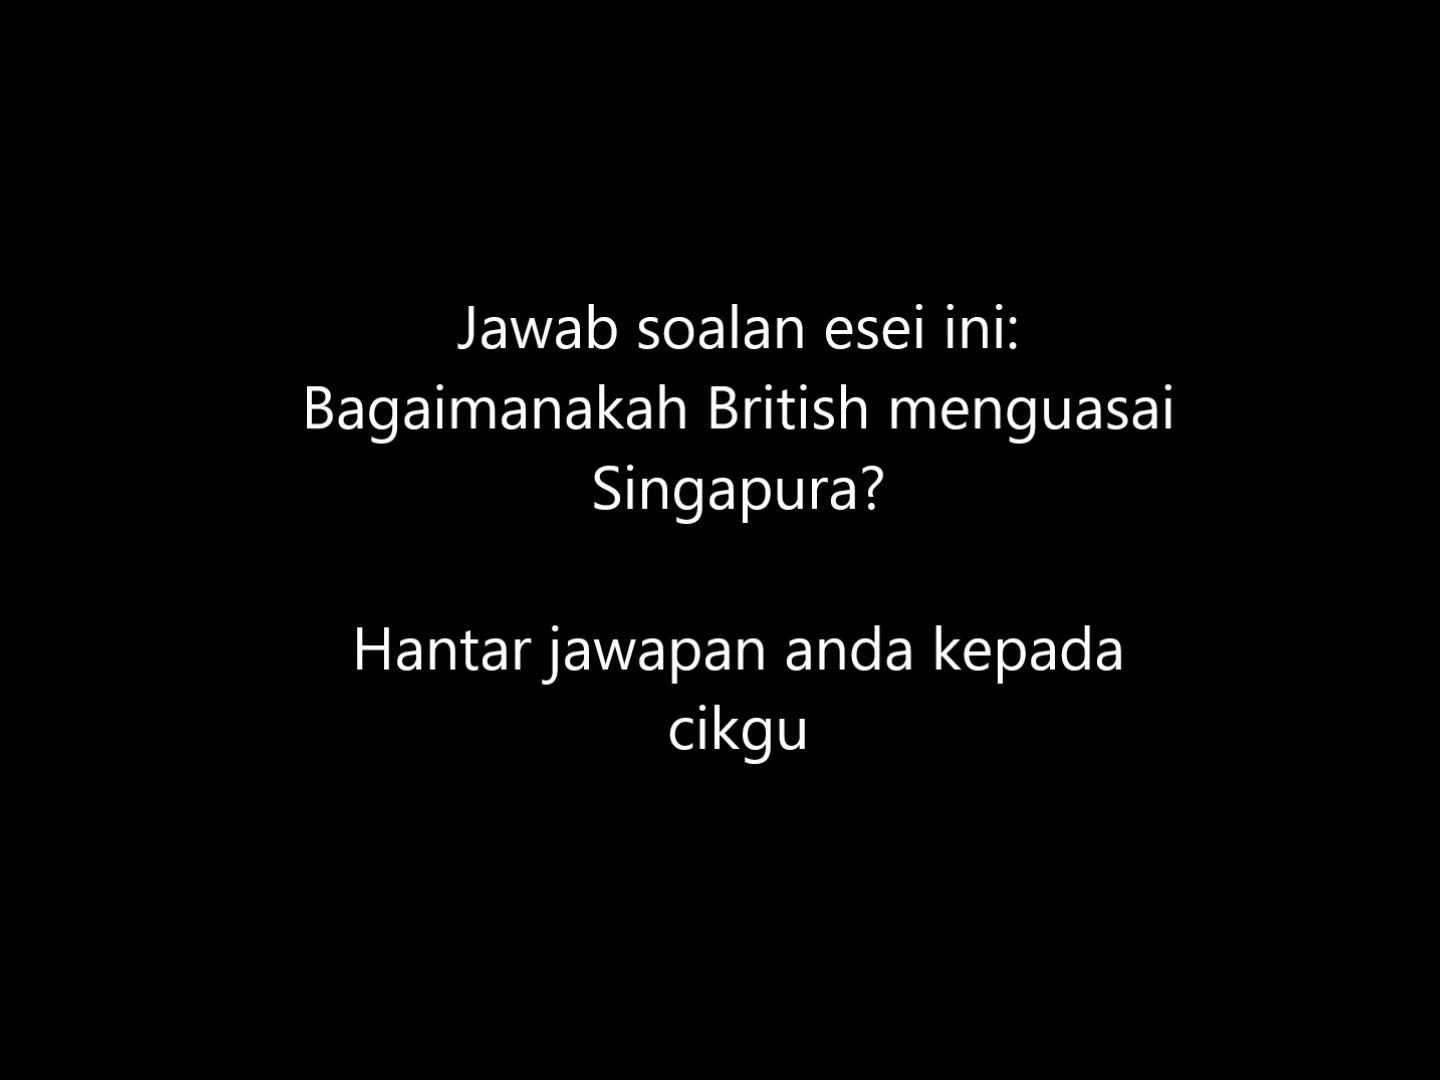 Jawab soalan esei ini:
Bagaimanakah British menguasai
Singapura?
Hantar jawapan anda kepada
cikgu